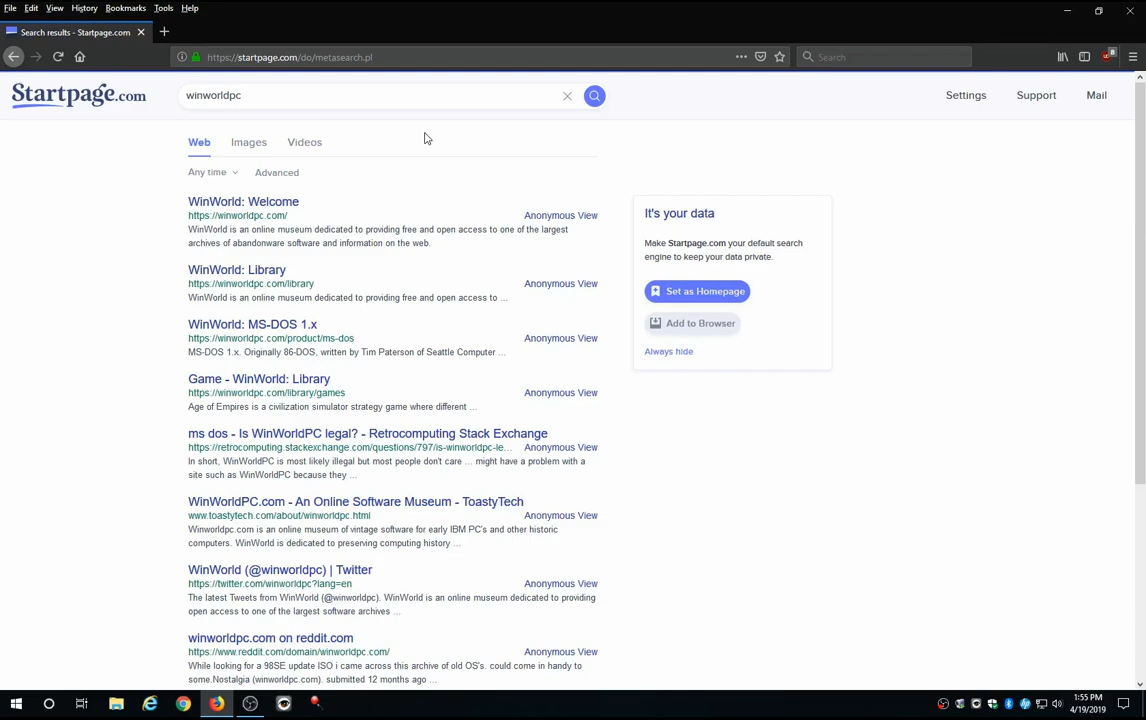 File Edit View History Bookmarks Tools Help
Search results - Startpage.com
https://startpage.com/do/metasearch.pl
Search
8
Startpage.com
winworldpc
Settings Support Mail
Web Images Videos
Any time Advanced
WinWorld: Welcome
https://winworldpc.com/ Anonymous View
WinWorld is an online museum dedicated to providing free and open access to one of the largest
archives of abandonware software and information on the web.
WinWorld: Library
https://winworldpc.com/library Anonymous View
WinWorld is an online museum dedicated to providing free and open access to ...
WinWorld: MS-DOS 1.x
https://winworldpc.com/product/ms-dos Anonymous View
MS-DOS 1.x. Originally 86-DOS, written by Tim Paterson of Seattle Computer ...
Game - WinWorld: Library
https://winworldpc.com/library/games Anonymous View
Age of Empires is a civilization simulator strategy game where different ...
ms dos - Is WinWorldPC legal? - Retrocomputing Stack Exchange
https://retrocomputing.stackexchange.com/questions/797/is-winworldpc-le... Anonymous View
In short, WinWorldPC is most likely illegal but most people don't care ... might have a problem with a
site such as WinWorldPC because they ...
WinWorldPC.com - An Online Software Museum - ToastyTech
www.toastytech.com/about/winworldpc.html Anonymous View
Winworldpc.com is an online museum of vintage software for early IBM PC's and other historic
computers. WinWorld is dedicated to preserving computing history ...
WinWorld (@winworldpc) | Twitter
https://twitter.com/winworldpc?lang=en Anonymous View
The latest Tweets from WinWorld (@winworldpc). WinWorld is an online museum dedicated to providing
open access to one of the largest software archives ...
winworldpc.com on reddit.com
https://www.reddit.com/domain/winworldpc.com/ Anonymous View
While looking for a 98SE update ISO i came across this archive of old OS's. could come in handy to
some.Nostalgia (winworldpc.com). submitted 12 months ago ...
It's your data
Make Startpage.com your default search
engine to keep your data private.
Set as Homepage
Add to Browser
Always hide
1:55 PM
4/19/2019